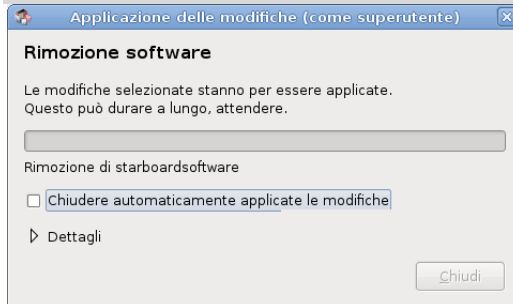 Applicazione delle modifiche (come superutente)
Rimozione software
Le modifiche selezionate stanno per essere applicate.
Questo può durare a lungo, attendere.
Rimozione di starboardsoftware
Chiudere automaticamente applicate le modifiche
Dettagli
Chiudi